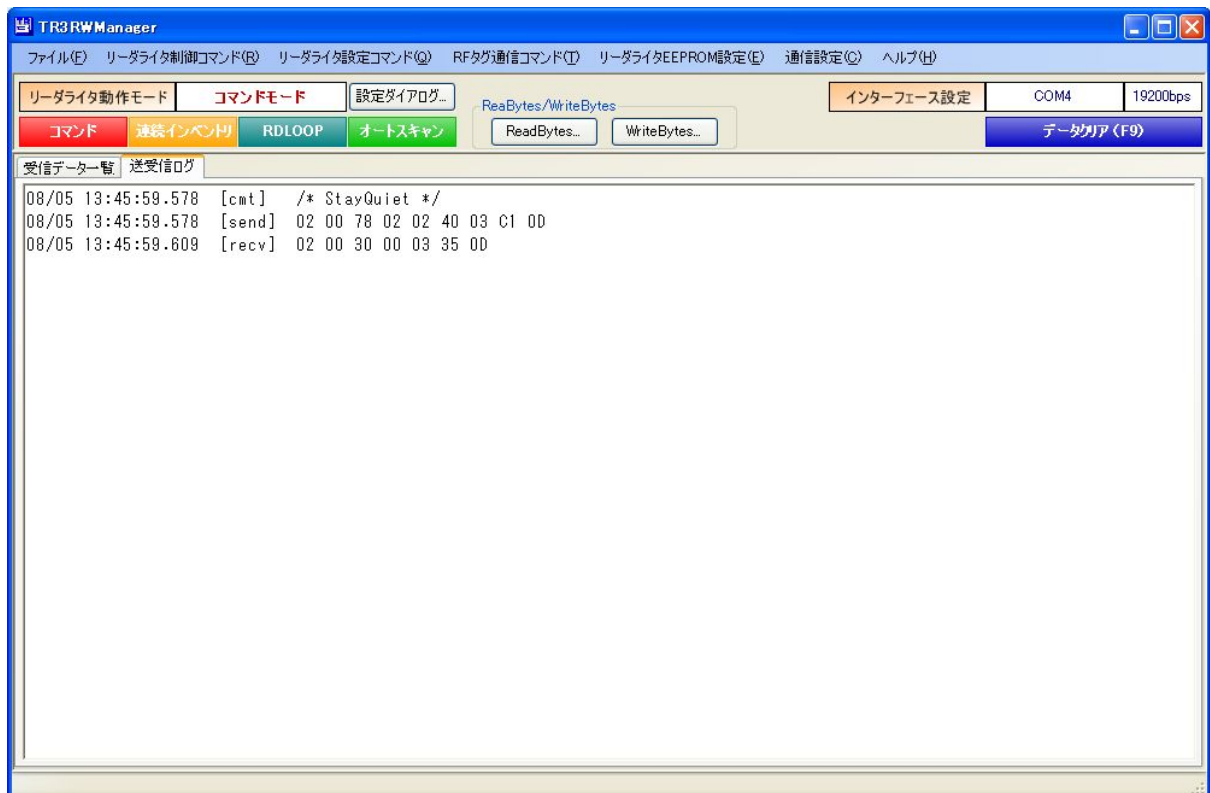 TR3RWManager
ファイル(F) リーダライタ制御コマンド(R) リーダライタ設定コマンド(Q) RFタグ通信コマンド(T) リーダライタEEPROM設定(E) 通信設定(C) ヘルプ(H)
リーダライタ動作モード コマンドモード 設定ダイアログ... ReaBytes/WriteBytes インターフェース設定 COM4 19200bps
コマンド 連続インベントリ RDLOOP オートスキャン ReadBytes... WriteBytes... データクリア(F9)
受信データ一覧 送受信ログ
08/05 13:45:59.578 [cmt] /* StayQuiet */
08/05 13:45:59.578 [send] 02 00 78 02 02 40 03 C1 0D
08/05 13:45:59.609 [recv] 02 00 30 00 03 35 0D